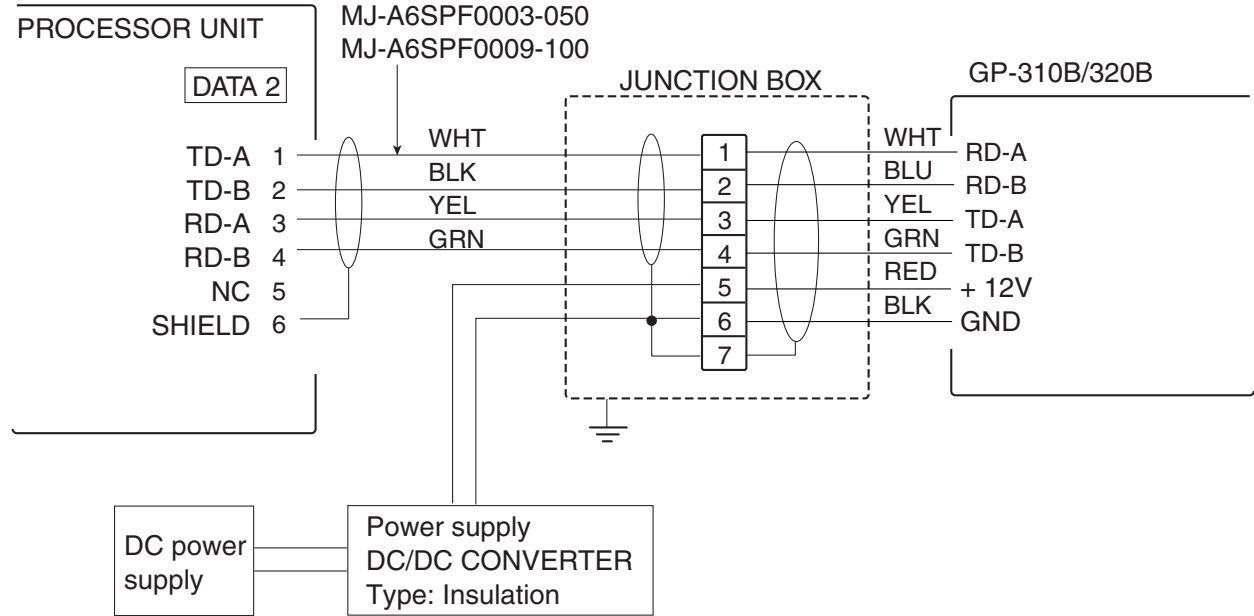 PROCESSOR UNIT
MJ-A6SPF0003-050
MJ-A6SPF0009-100
DATA 2
JUNCTION BOX
GP-310B/320B
TD-A 1 WHT 1 WHT RD-A
TD-B 2 BLK 2 BLU RD-B
RD-A 3 YEL 3 YEL TD-A
RD-B 4 GRN 4 GRN TD-B
NC 5 5 RED + 12V
SHIELD 6 6 BLK GND
7
DC power
supply
Power supply
DC/DC CONVERTER
Type: Insulation